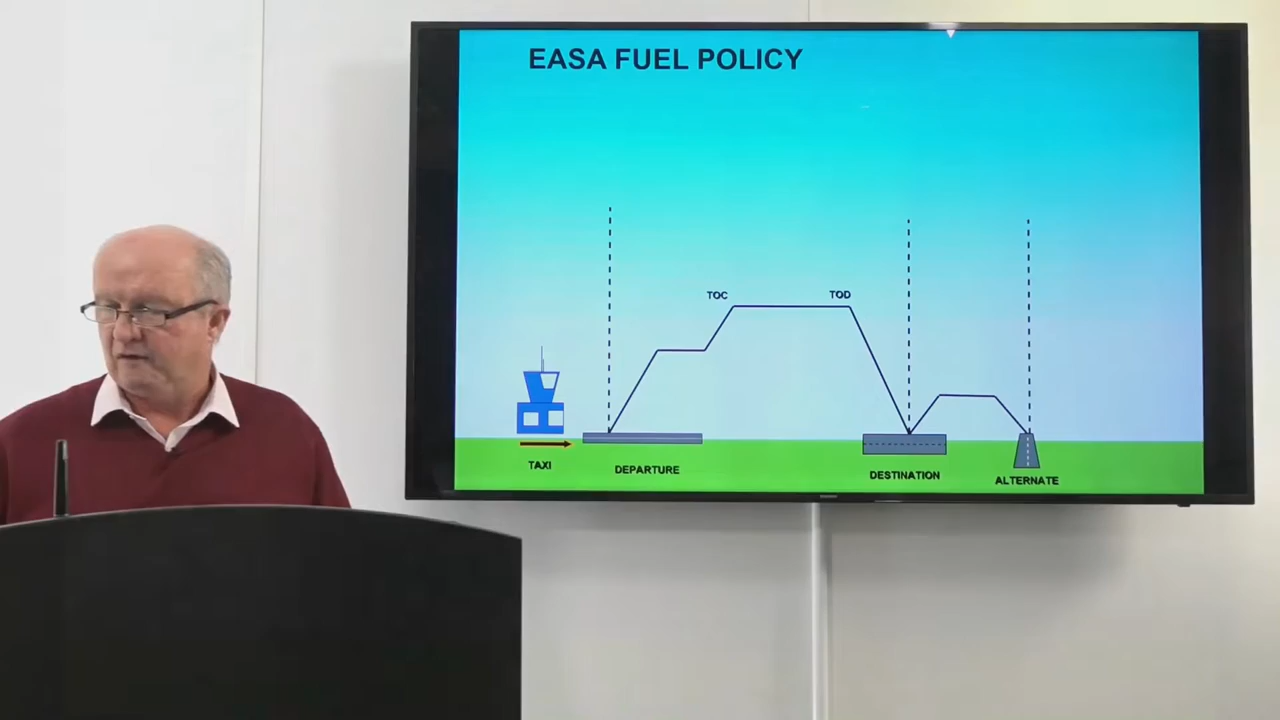 EASA FUEL POLICY
TOC
TOD
TAXI
DEPARTURE
DESTINATION
ALTERNATE